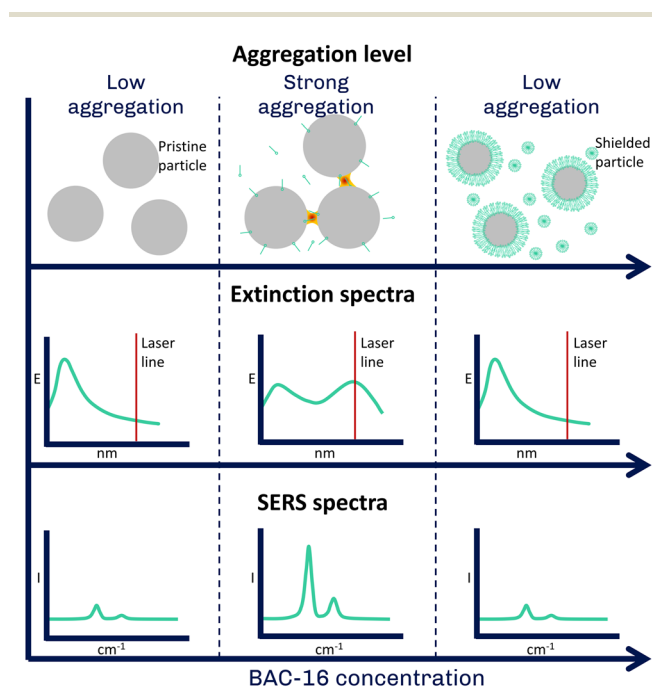 Aggregation level
Low
aggregation
Strong
aggregation
Low
aggregation
Pristine
particle
Shielded
particle
Extinction spectra
E
Laser
line
nm
E
Laser
line
nm
E
Laser
line
nm
SERS spectra
I
cm-1
I
cm-1
I
cm-1
BAC-16 concentration